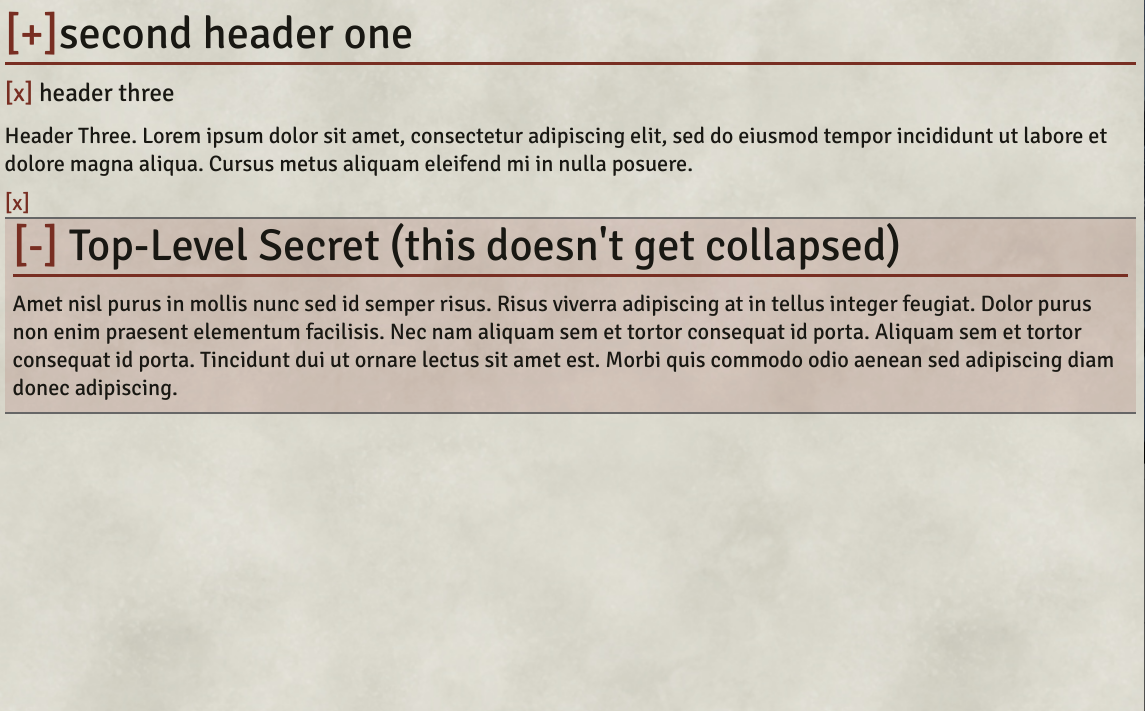 [+]second header one
[x] header three
Header Three. Lorem ipsum dolor sit amet, consectetur adipiscing elit, sed do eiusmod tempor incididunt ut labore et
dolore magna aliqua. Cursus metus aliquam eleifend mi in nulla posuere.
[x]
[-] Top-Level Secret (this doesn't get collapsed)
Amet nisl purus in mollis nunc sed id semper risus. Risus viverra adipiscing at in tellus integer feugiat. Dolor purus
non enim praesent elementum facilisis. Nec nam aliquam sem et tortor consequat id porta. Aliquam sem et tortor
consequat id porta. Tincidunt dui ut ornare lectus sit amet est. Morbi quis commodo odio aenean sed adipiscing diam
donec adipiscing.